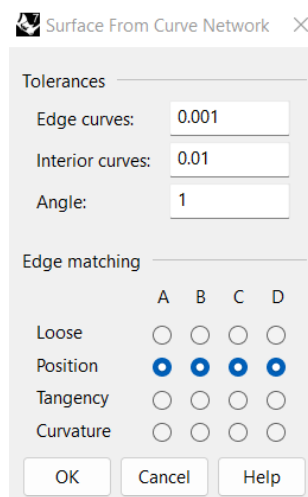 Surface From Curve Network
Tolerances
Edge curves: 0.001
Interior curves: 0.01
Angle: 1
Edge matching
A B C D
Loose
Position
Tangency
Curvature
OK Cancel Help